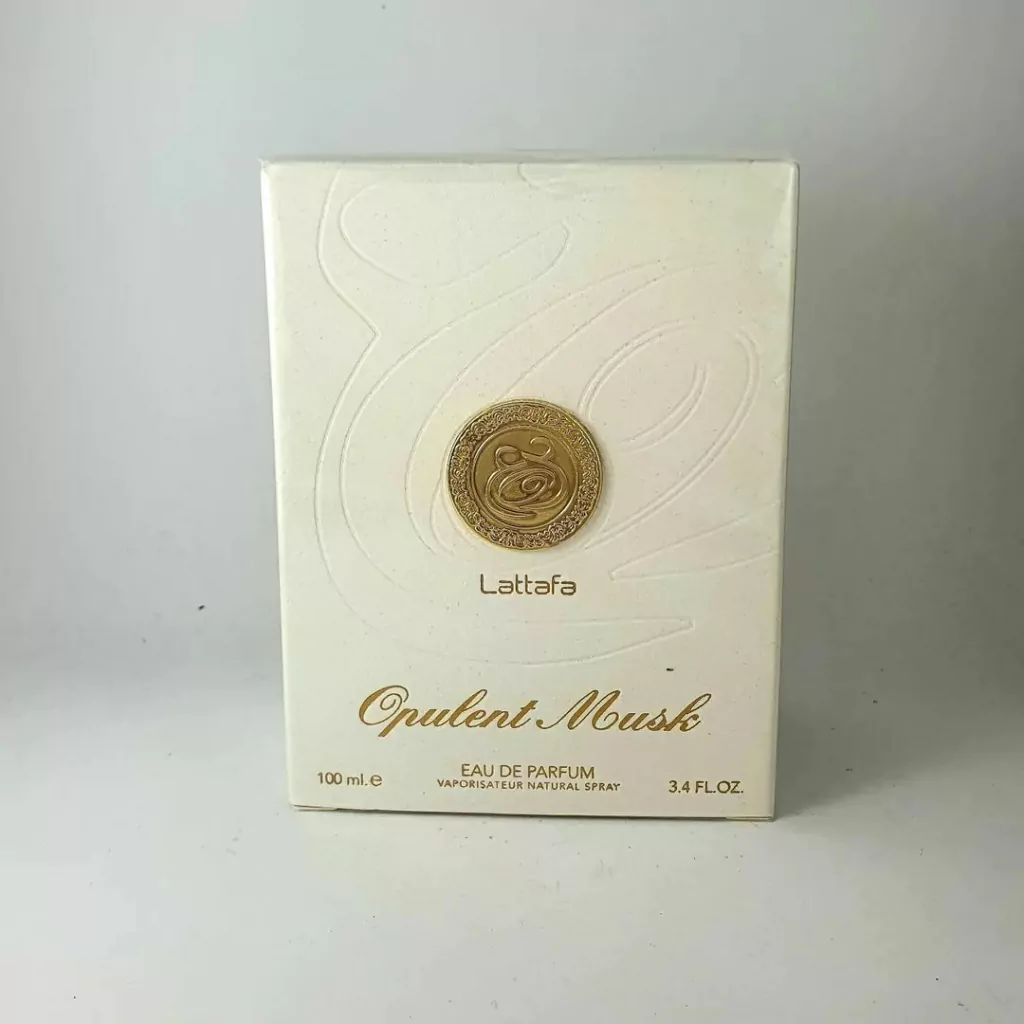 Lattafa
Opulent Musk
EAU DE PARFUM
VAPORISATEUR NATURAL SPRAY
100 ml.e
3.4 FL.OZ.